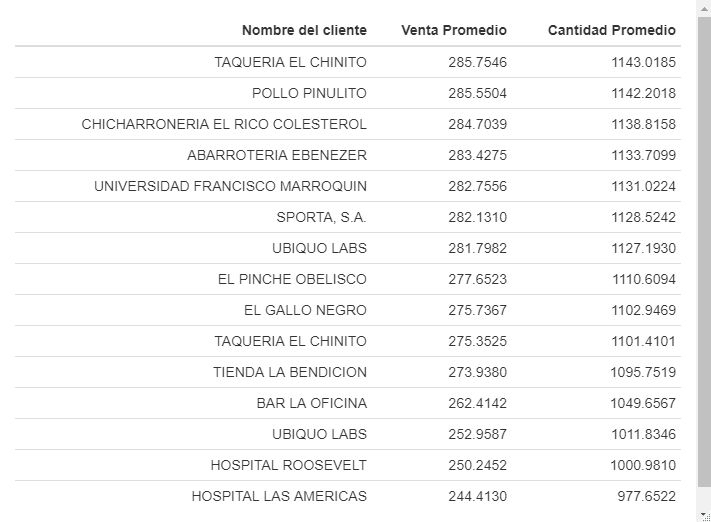 Nombre del cliente Venta Promedio Cantidad Promedio
TAQUERIA EL CHINITO 285.7546 1143.0185
POLLO PINULITO 285.5504 1142.2018
CHICHARRONERIA EL RICO COLESTEROL 284.7039 1138.8158
ABARROTERIA EBENEZER 283.4275 1133.7099
UNIVERSIDAD FRANCISCO MARROQUIN 282.7556 1131.0224
SPORTA, S.A. 282.1310 1128.5242
UBIQUO LABS 281.7982 1127.1930
EL PINCHE OBELISCO 277.6523 1110.6094
EL GALLO NEGRO 275.7367 1102.9469
TAQUERIA EL CHINITO 275.3525 1101.4101
TIENDA LA BENDICION 273.9380 1095.7519
BAR LA OFICINA 262.4142 1049.6567
UBIQUO LABS 252.9587 1011.8346
HOSPITAL ROOSEVELT 250.2452 1000.9810
HOSPITAL LAS AMERICAS 244.4130 977.6522